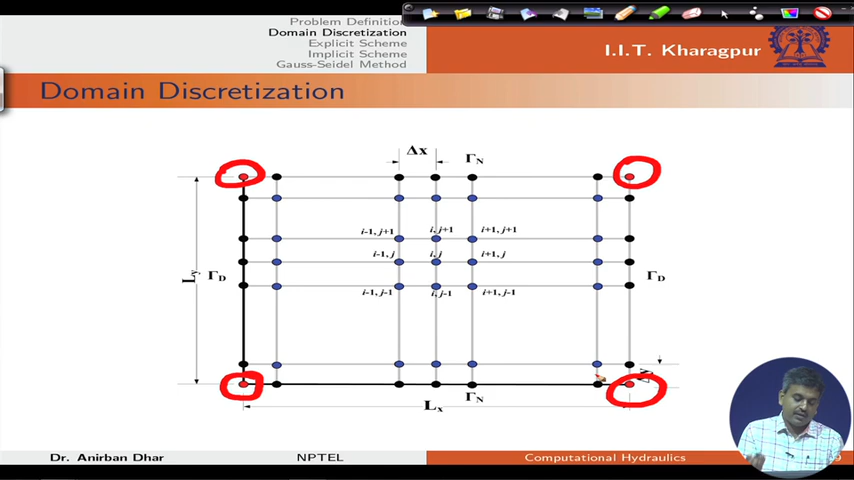 Problem Definition
Domain Discretization
Explicit Scheme
Implicit Scheme
Gauss-Seidel Method
I.I.T. Kharagpur
Domain Discretization
Δx
ΓN
i-1, j+1
i, j+1
i+1, j+1
i-1, j
i, j
i+1, j
Ly
ΓD
ΓD
i-1, j-1
i, j-1
i+1, j-1
ΓN
Lx
Dr. Anirban Dhar
NPTEL
Computational Hydraulics